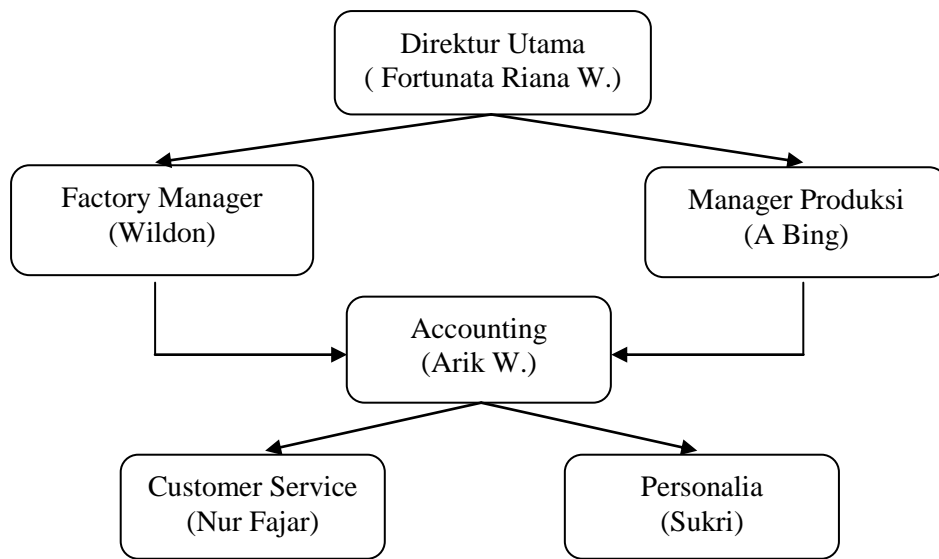 Direktur Utama
( Fortunata Riana W.)
Factory Manager
(Wildon)
Manager Produksi
(A Bing)
Accounting
(Arik W.)
Customer Service
(Nur Fajar)
Personalia
(Sukri)